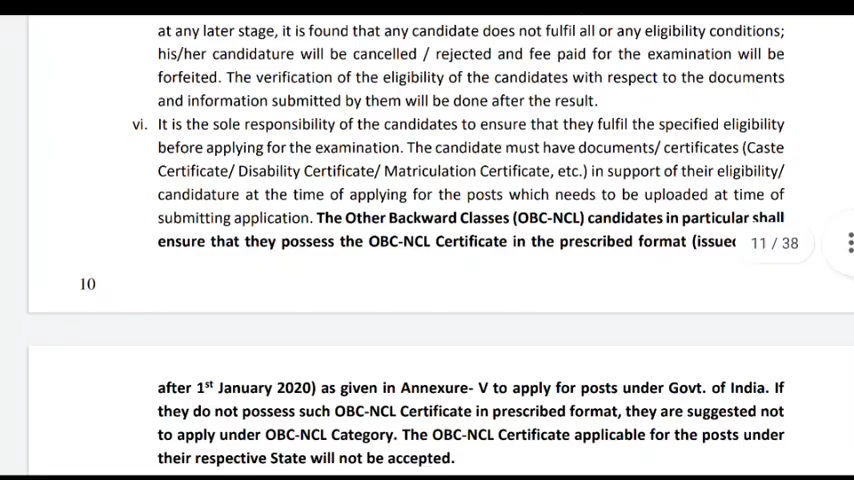 at any later stage, it is found that any candidate does not fulfil all or any eligibility conditions;
his/her candidature will be cancelled / rejected and fee paid for the examination will be
forfeited. The verification of the eligibility of the candidates with respect to the documents
and information submitted by them will be done after the result.
vi. It is the sole responsibility of the candidates to ensure that they fulfil the specified eligibility
before applying for the examination. The candidate must have documents/ certificates (Caste
Certificate/ Disability Certificate/ Matriculation Certificate, etc.) in support of their eligibility/
candidature at the time of applying for the posts which needs to be uploaded at time of
submitting application. The Other Backward Classes (OBC-NCL) candidates in particular shall
ensure that they possess the OBC-NCL Certificate in the prescribed format (issued
11 / 38
10
after 1st January 2020) as given in Annexure- V to apply for posts under Govt. of India. If
they do not possess such OBC-NCL Certificate in prescribed format, they are suggested not
to apply under OBC-NCL Category. The OBC-NCL Certificate applicable for the posts under
their respective State will not be accepted.